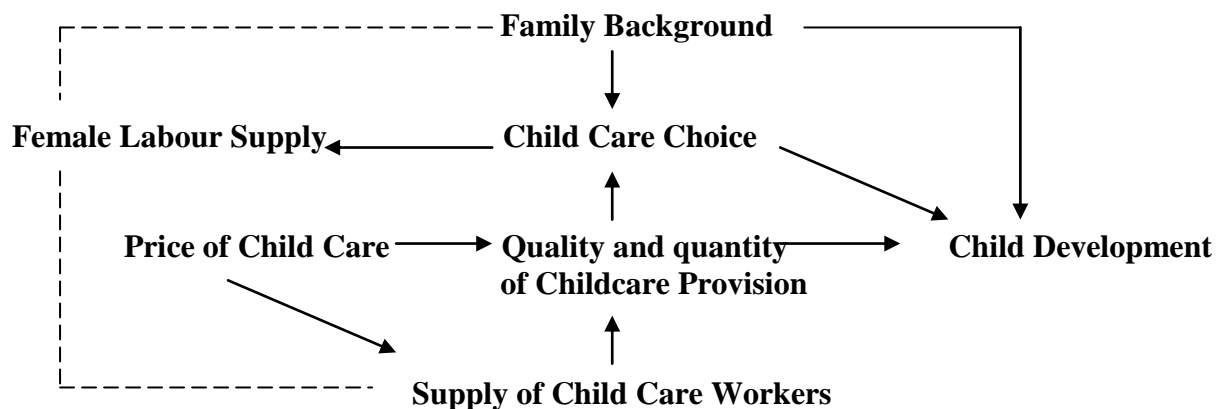 Family Background
Female Labour Supply
Child Care Choice
Price of Child Care
Quality and quantity
of Childcare Provision
Child Development
Supply of Child Care Workers